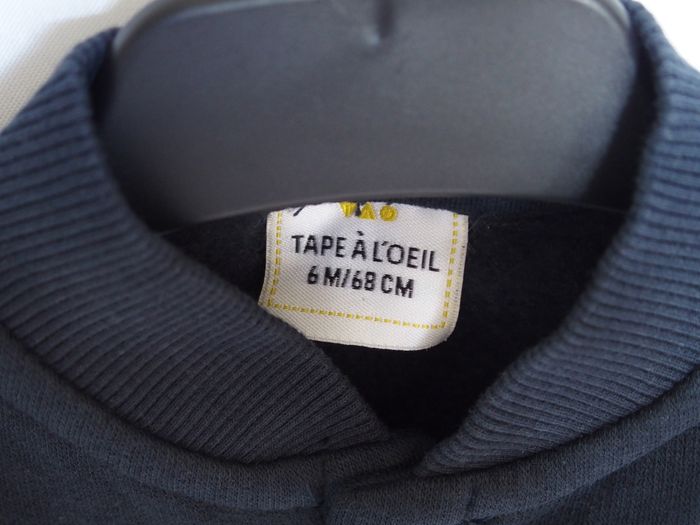 TAO
TAPE À L'OEIL
6 M/68 CM